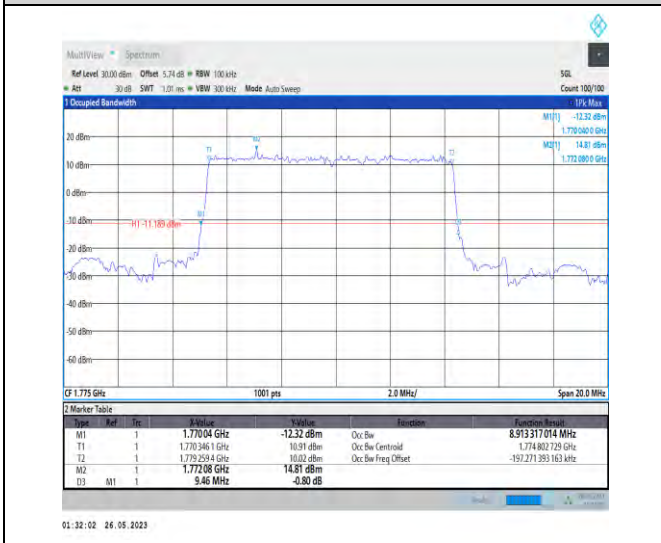 MultiView Spectrum
Ref Level 30.00 dBm Offset 5.74 dB RBW 100 kHz SGL
Att 30 dB SWT 1.01 ms VBW 300 kHz Mode Auto Sweep Count 100/100
1 Occupied Bandwidth 1Pk Max
M1[1] -12.32 dBm
1.770 040 0 GHz
M2[1] 14.81 dBm
1.772 080 0 GHz
20 dBm
M2
T1
T2
10 dBm
0 dBm
-10 dBm
H1 -11.189 dBm
-20 dBm
-30 dBm
-40 dBm
-50 dBm
-60 dBm
CF 1.775 GHz 1001 pts 2.0 MHz/ Span 20.0 MHz
2 Marker Table
Type Ref Trc X-Value Y-Value Function Function Result
M1 1 1.77004 GHz -12.32 dBm Occ Bw 8.913 317 014 MHz
T1 1 1.770 346 1 GHz 10.91 dBm Occ Bw Centroid 1.774 802 729 GHz
T2 1 1.779 259 4 GHz 10.02 dBm Occ Bw Freq Offset -197.271 393 163 kHz
M2 1 1.77208 GHz 14.81 dBm
D3 M1 1 9.46 MHz -0.80 dB
01:32:02 26.05.2023